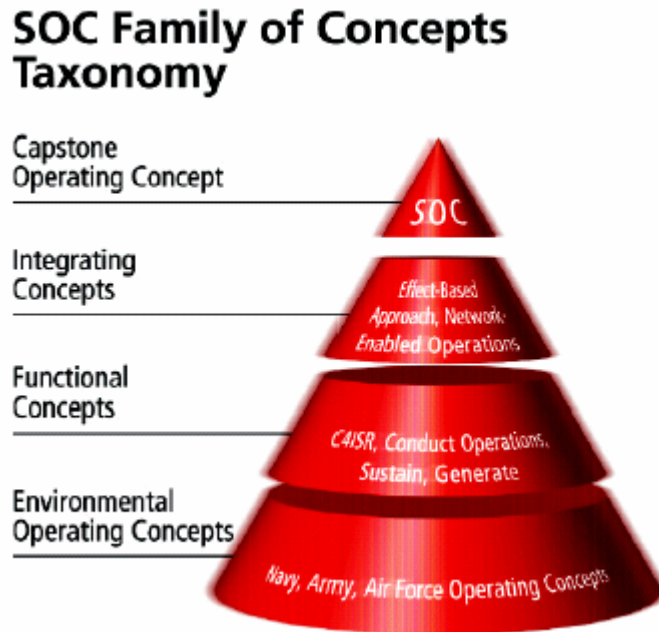 SOC Family of Concepts
Taxonomy
Capstone
Operating Concept
SOC
Integrating
Concepts
Effect-Based
Approach, Network-
Enabled Operations
Functional
Concepts
C4ISR, Conduct Operations,
Sustain, Generate
Environmental
Operating Concepts
Navy, Army, Air Force Operating Concepts